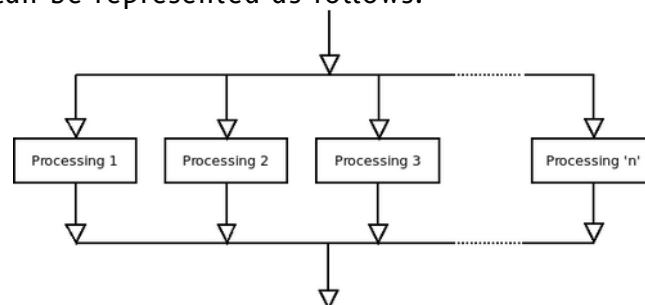 can be represented as follows:
Processing 1
Processing 2
Processing 3
Processing 'n'